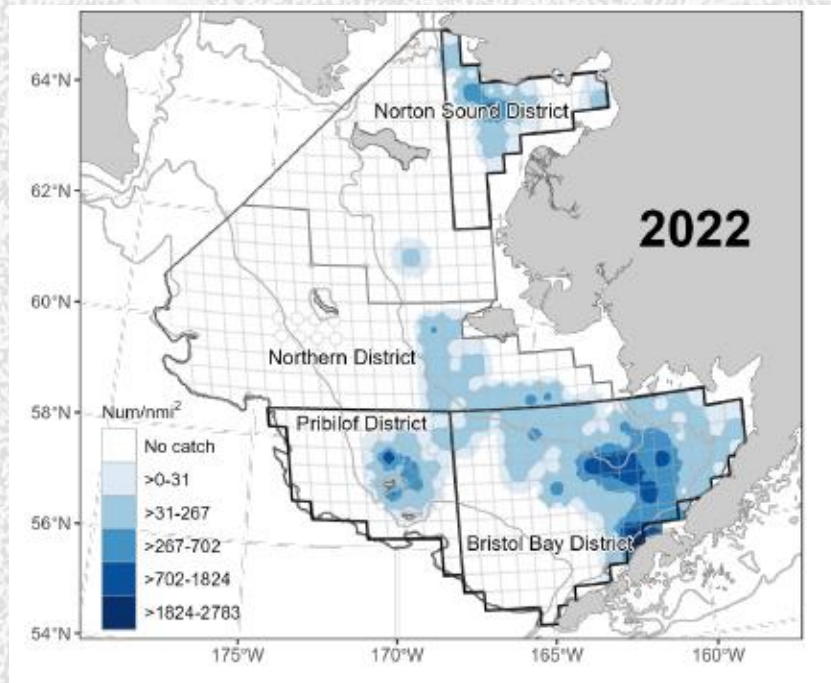 64°N
Norton Sound District
62°N
2022
60°N
Northern District
58°N
Num/nmi²
Pribilof District
No catch
>0-31
>31-267
56°N
>267-702
Bristol Bay District
>702-1824
>1824-2783
54°N
175°W
170°W
165°W
160°W